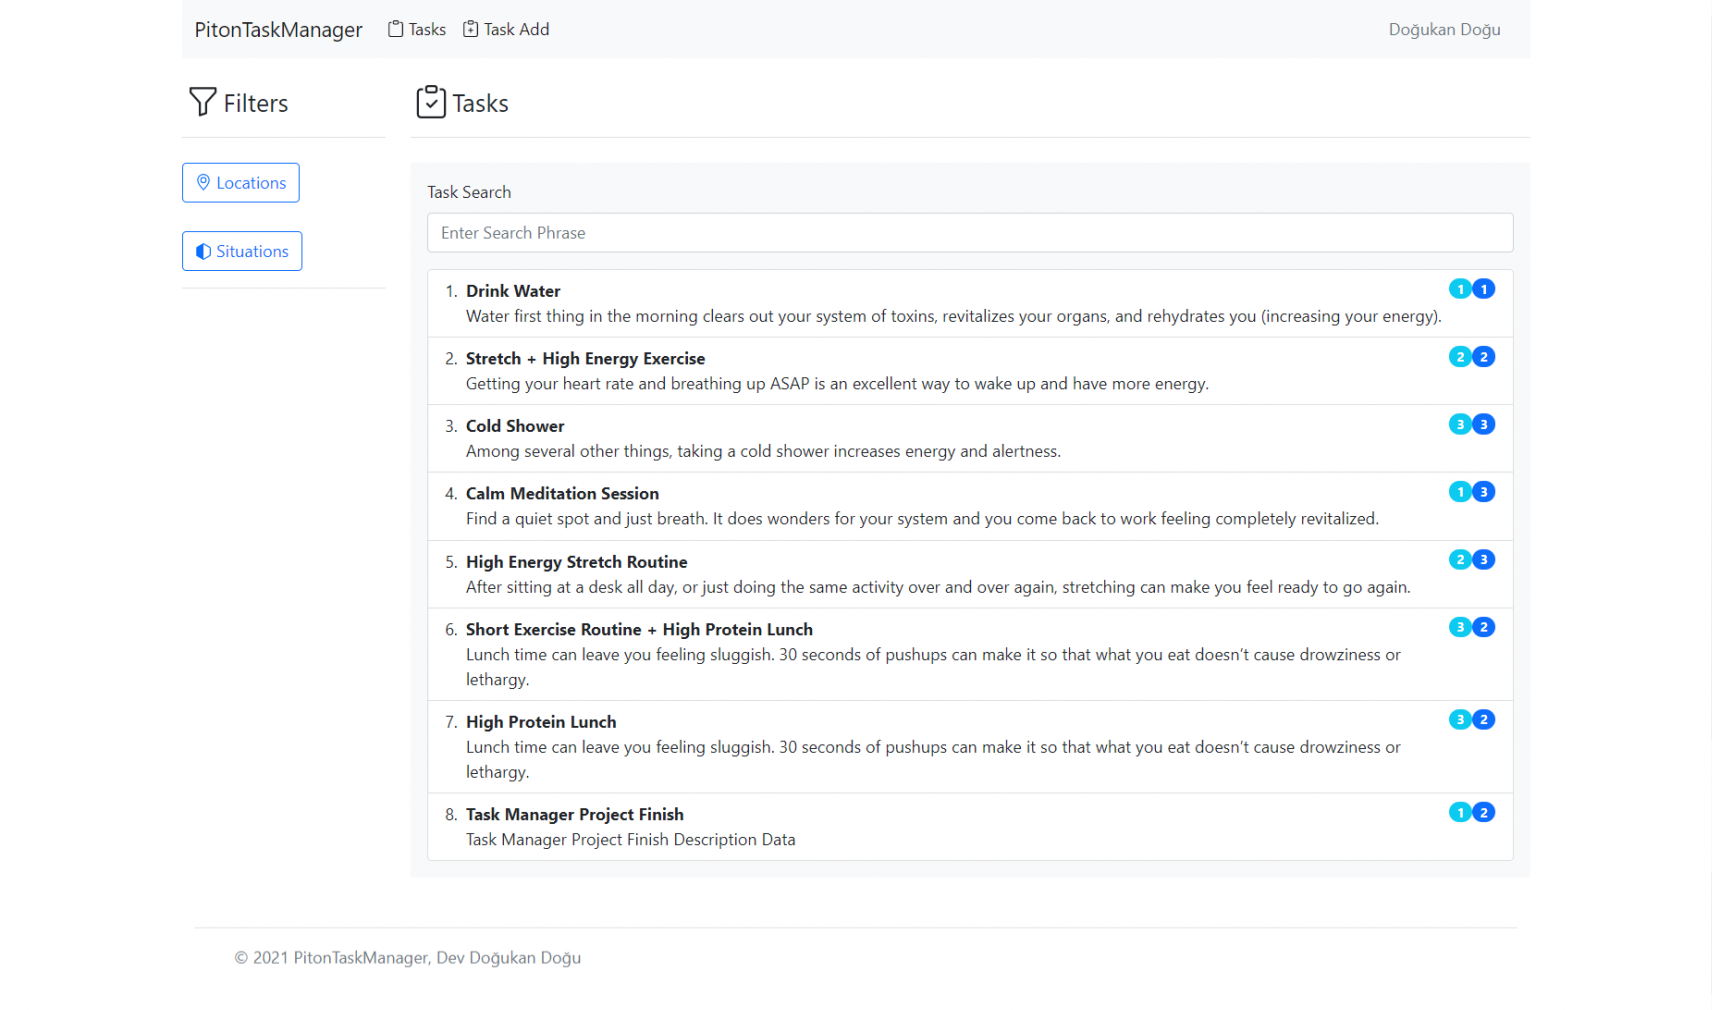 PitonTaskManager Tasks Task Add Doğukan Doğu
Filters
Tasks
Locations
Situations
Task Search
Enter Search Phrase
1. Drink Water 1 1
Water first thing in the morning clears out your system of toxins, revitalizes your organs, and rehydrates you (increasing your energy).
2. Stretch + High Energy Exercise 2 2
Getting your heart rate and breathing up ASAP is an excellent way to wake up and have more energy.
3. Cold Shower 3 3
Among several other things, taking a cold shower increases energy and alertness.
4. Calm Meditation Session 1 3
Find a quiet spot and just breath. It does wonders for your system and you come back to work feeling completely revitalized.
5. High Energy Stretch Routine 2 3
After sitting at a desk all day, or just doing the same activity over and over again, stretching can make you feel ready to go again.
6. Short Exercise Routine + High Protein Lunch 3 2
Lunch time can leave you feeling sluggish. 30 seconds of pushups can make it so that what you eat doesn’t cause drowziness or
lethargy.
7. High Protein Lunch 3 2
Lunch time can leave you feeling sluggish. 30 seconds of pushups can make it so that what you eat doesn’t cause drowziness or
lethargy.
8. Task Manager Project Finish 1 2
Task Manager Project Finish Description Data
© 2021 PitonTaskManager, Dev Doğukan Doğu